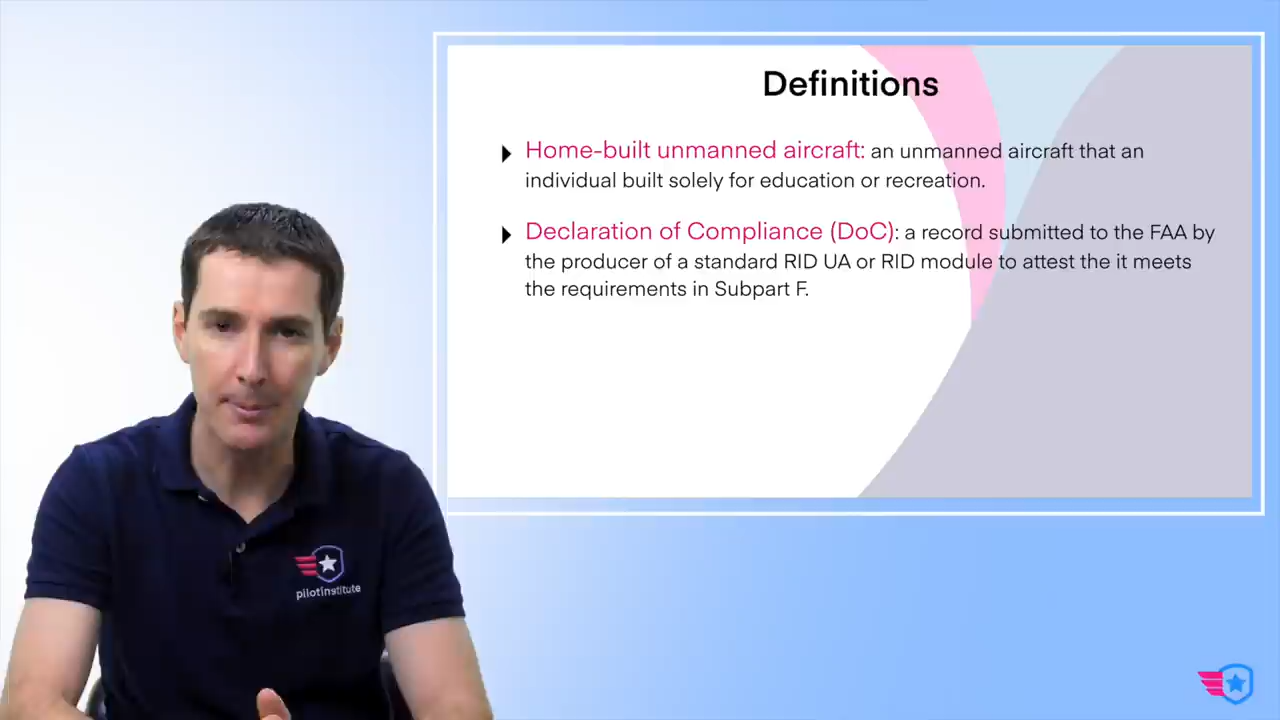 Definitions
Home-built unmanned aircraft: an unmanned aircraft that an
individual built solely for education or recreation.
Declaration of Compliance (DoC): a record submitted to the FAA by
the producer of a standard RID UA or RID module to attest the it meets
the requirements in Subpart F.
pilotinstitute